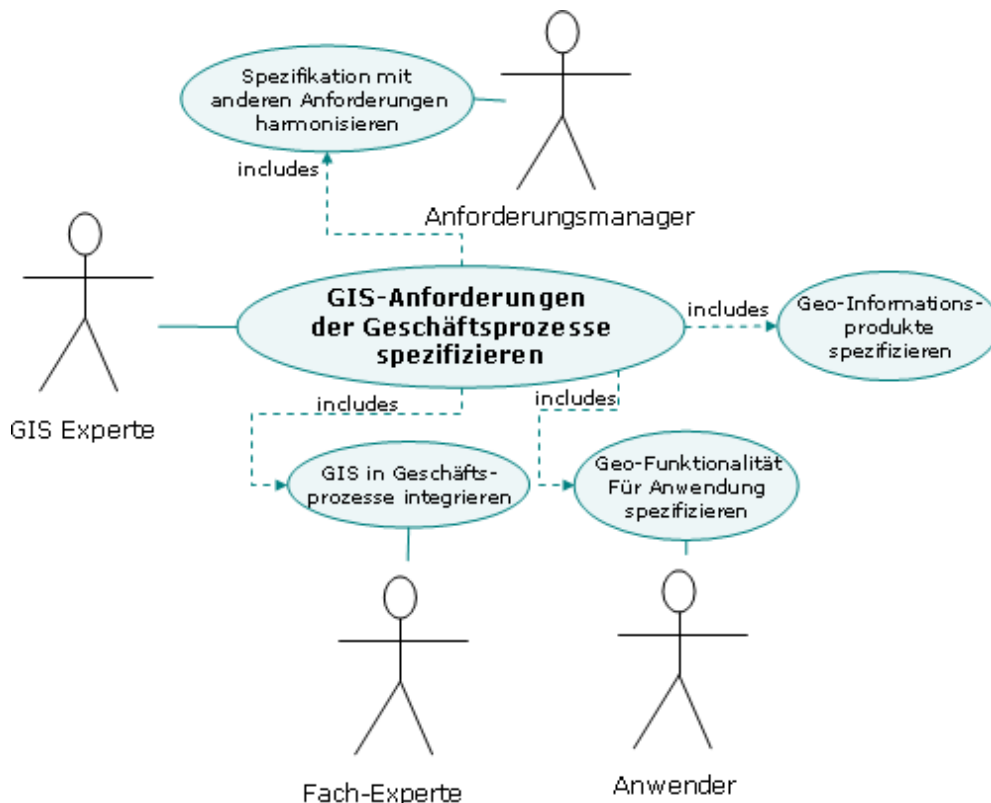 Spezifikation mit
anderen Anforderungen
harmonisieren
includes
Anforderungsmanager
GIS-Anforderungen
der Geschäftsprozesse
spezifizieren
includes
Geo-Informations-
produkte
spezifizieren
GIS Experte
includes
includes
GIS in Geschäfts-
prozesse integrieren
Geo-Funktionalität
Für Anwendung
spezifizieren
Fach-Experte
Anwender